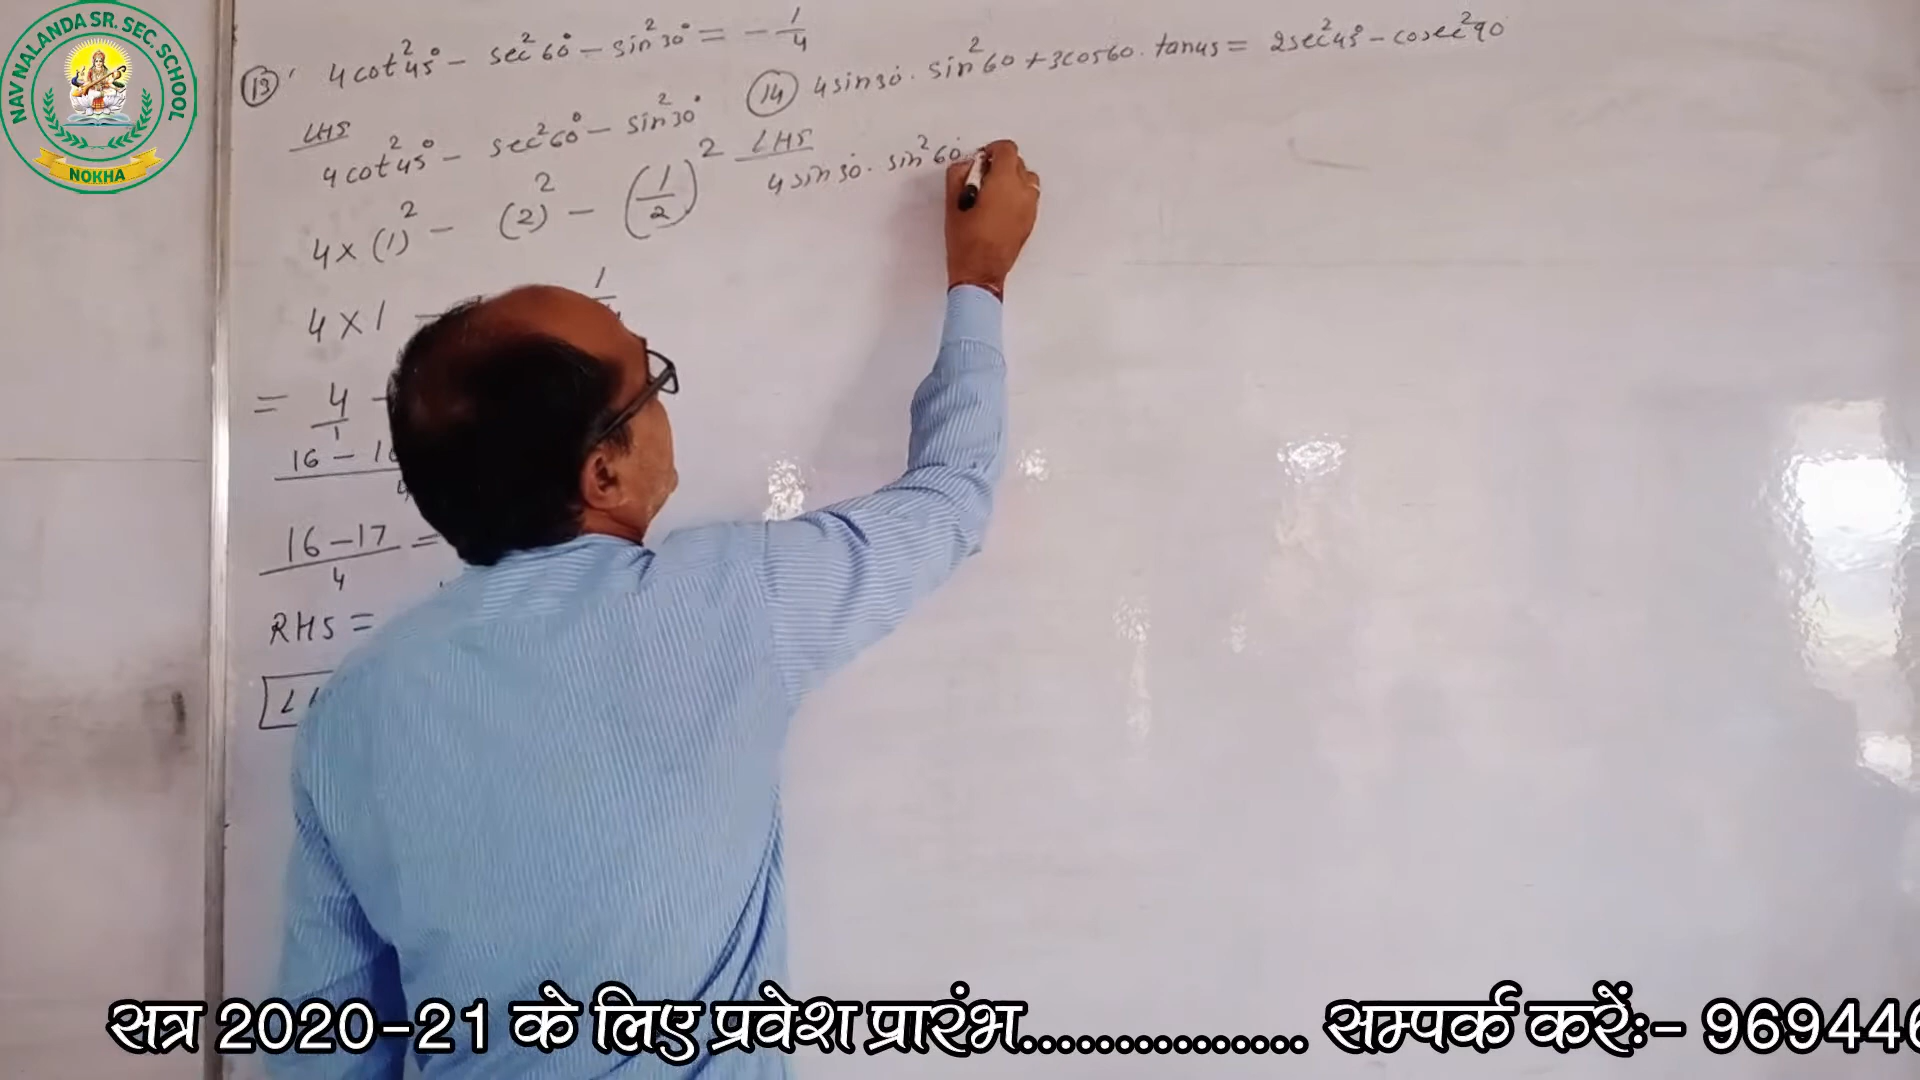 NAV NALANDA SR. SEC. SCHOOL
NOKHA
(13) 4cot²45° - sec²60° - sin²30° = -1/4
LHS
4cot²45° - sec²60° - sin²30°
4×(1)² - (2)² - (1/2)²
4×1 - 1
= 4/1 -
16 - 1
4
16-17/4 =
RHS =
L
(14) 4sin30°. sin²60+3cos60. tan45 = 2sec²45° - cosec²90
LHS
4sin30°. sin²60°
सत्र 2020-21 के लिए प्रवेश प्रारंभ............... सम्पर्क करें:- 969446